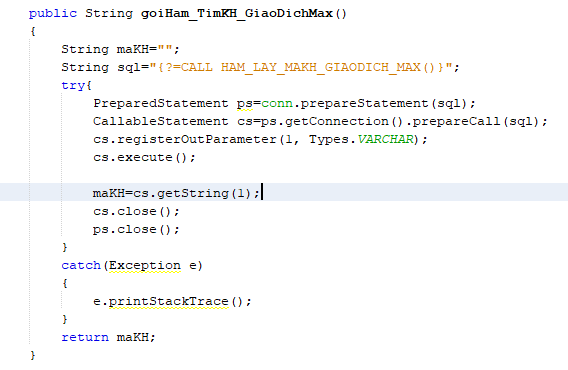 public String goiHam_TimKH_GiaoDichMax()
{
    String maKH="";
    String sql="{?=CALL HAM_LAY_MAKH_GIAODICH_MAX()}";
    try{
        PreparedStatement ps=conn.prepareStatement(sql);
        CallableStatement cs=ps.getConnection().prepareCall(sql);
        cs.registerOutParameter(1, Types.VARCHAR);
        cs.execute();

        maKH=cs.getString(1);
        cs.close();
        ps.close();
    }
    catch(Exception e)
    {
        e.printStackTrace();
    }
    return maKH;
}